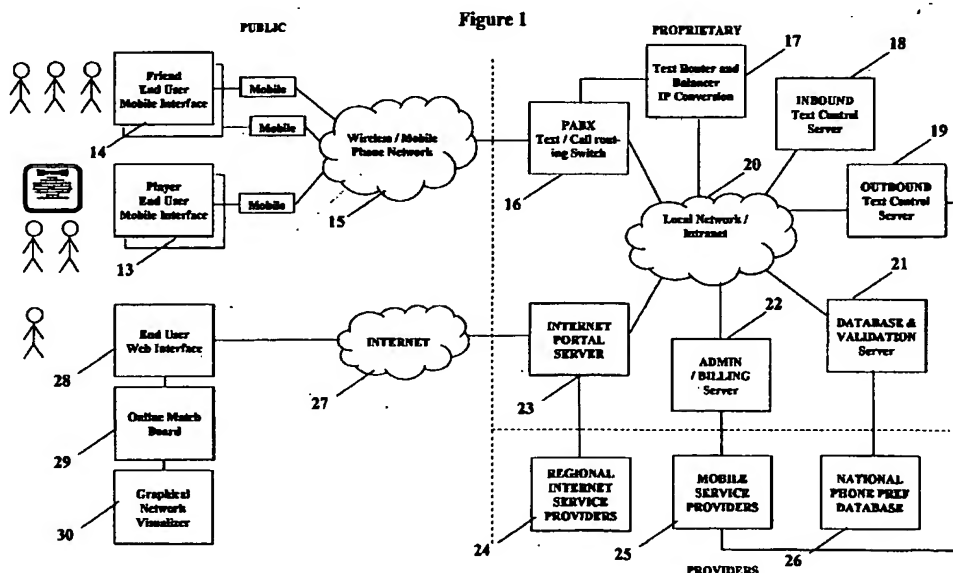 Figure 1
PUBLIC
PROPRIETARY
Friend
End User
Mobile Interface
14
Mobile
Mobile
Player
End User
Mobile Interface
13
Mobile
Wireless / Mobile
Phone Network
15
PABX
Text / Call rout-
ing Switch
16
Text Router and
Balancer
IP Conversion
17
INBOUND
Text Control
Server
18
OUTBOUND
Text Control
Server
19
Local Network /
Intranet
20
End User
Web Interface
28
Online Match
Board
29
Graphical
Network
Visualizer
30
INTERNET
27
INTERNET
PORTAL
SERVER
23
ADMIN
/ BILLING
Server
22
DATABASE &
VALIDATION
Server
21
REGIONAL
INTERNET
SERVICE
PROVIDERS
24
MOBILE
SERVICE
PROVIDERS
25
NATIONAL
PHONE PREF
DATABASE
26
PROVIDERS